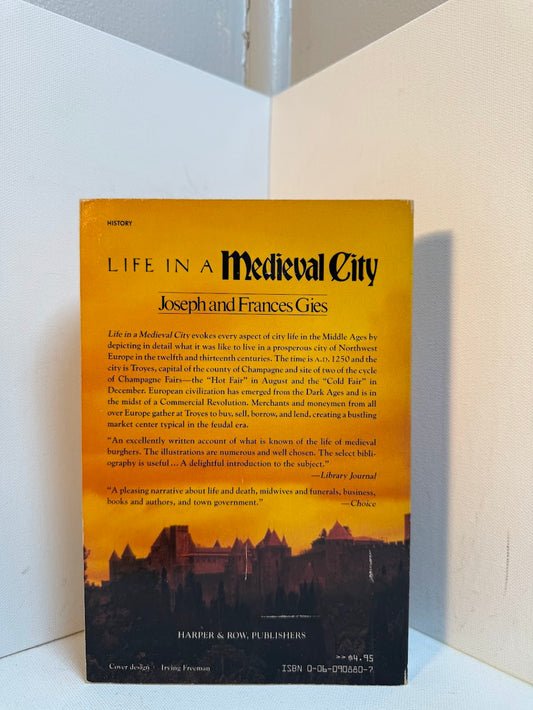 HISTORY
LIFE IN A Medieval City
Joseph and Frances Gies
Life in a Medieval City evokes every aspect of city life in the Middle Ages by
depicting in detail what it was like to live in a prosperous city of Northwest
Europe in the twelfth and thirteenth centuries. The time is A.D. 1250 and the
city is Troyes, capital of the county of Champagne and site of two of the cycle
of Champagne Fairs—the “Hot Fair” in August and the “Cold Fair” in
December. European civilization has emerged from the Dark Ages and is in
the midst of a Commercial Revolution. Merchants and moneymen from all
over Europe gather at Troyes to buy, sell, borrow, and lend, creating a bustling
market center typical in the feudal era.
“An excellently written account of what is known of the life of medieval
burghers. The illustrations are numerous and well chosen. The select bibli-
ography is useful ... A delightful introduction to the subject.”
—Library Journal
“A pleasing narrative about life and death, midwives and funerals, business,
books and authors, and town government.” —Choice
HARPER & ROW, PUBLISHERS
>> $4.95
Cover design · Irving Freeman
ISBN 0-06-090880-7